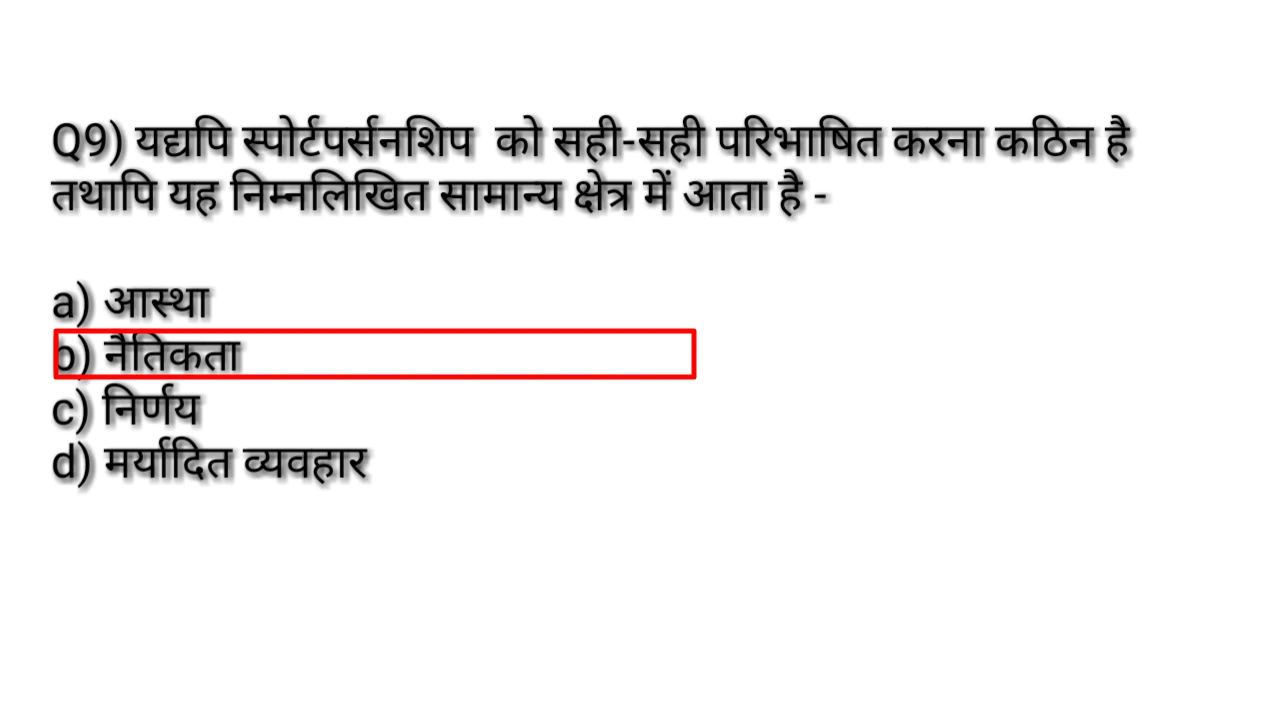 Q9) यद्यपि स्पोर्टपर्सनशिप को सही-सही परिभाषित करना कठिन है
तथापि यह निम्नलिखित सामान्य क्षेत्र में आता है -
a) आस्था
b) नैतिकता
c) निर्णय
d) मर्यादित व्यवहार